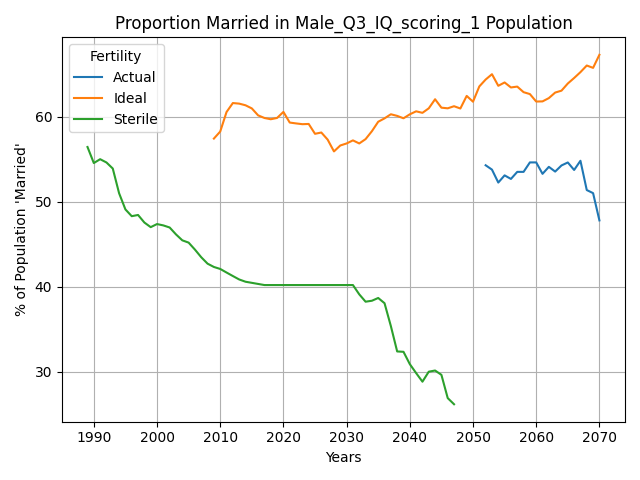 Proportion Married in Male_Q3_IQ_scoring_1 Population
Fertility
Actual
Ideal
Sterile
% of Population 'Married'
60
50
40
30
1990 2000 2010 2020 2030 2040 2050 2060 2070
Years